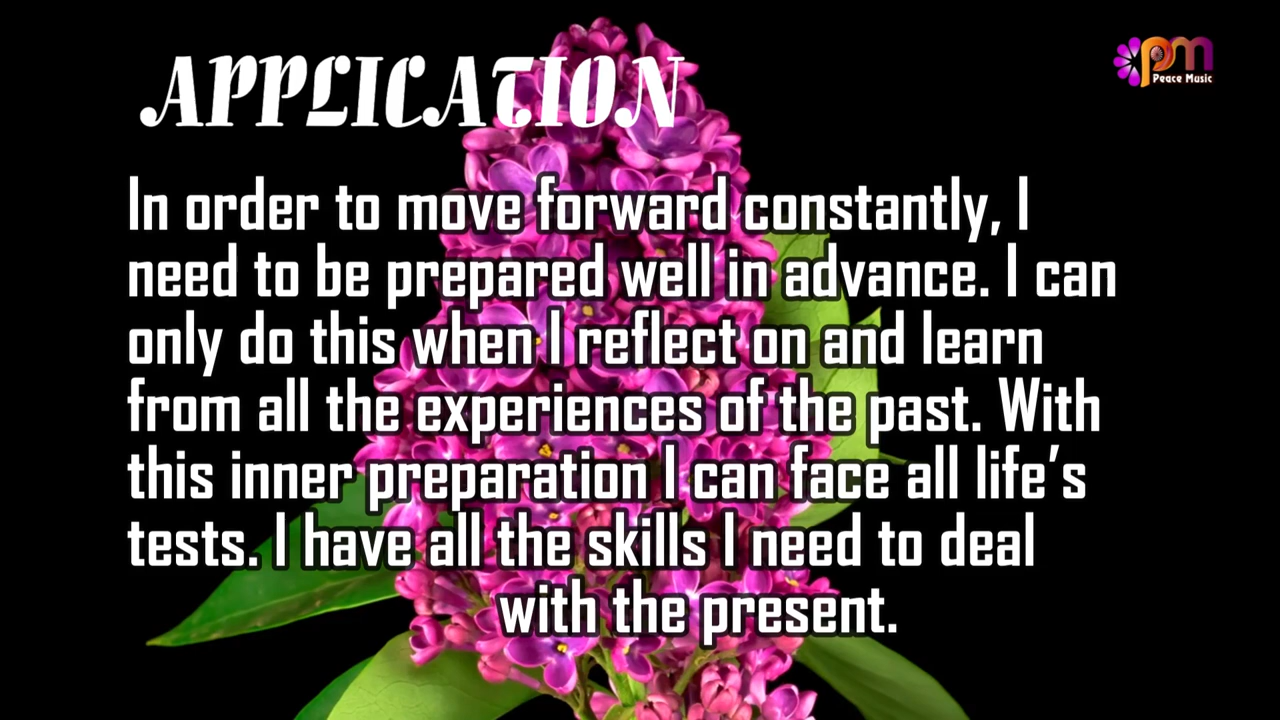 APPLICATION
pm
Peace Music
In order to move forward constantly, I
need to be prepared well in advance. I can
only do this when I reflect on and learn
from all the experiences of the past. With
this inner preparation I can face all life's
tests. I have all the skills I need to deal
with the present.